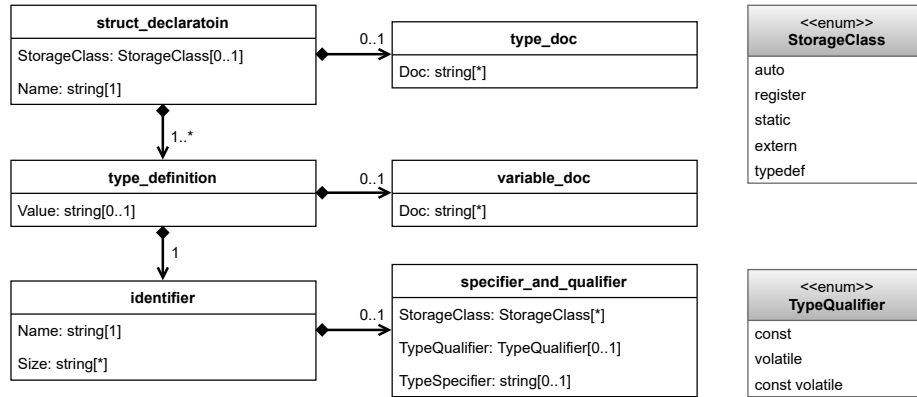 struct_declaratoin
StorageClass: StorageClass[0..1]
Name: string[1]
0..1
type_doc
Doc: string[*]
<<enum>>
StorageClass
auto
register
static
extern
typedef
1..*
type_definition
Value: string[0..1]
0..1
variable_doc
Doc: string[*]
1
identifier
Name: string[1]
Size: string[*]
0..1
specifier_and_qualifier
StorageClass: StorageClass[*]
TypeQualifier: TypeQualifier[0..1]
TypeSpecifier: string[0..1]
<<enum>>
TypeQualifier
const
volatile
const volatile